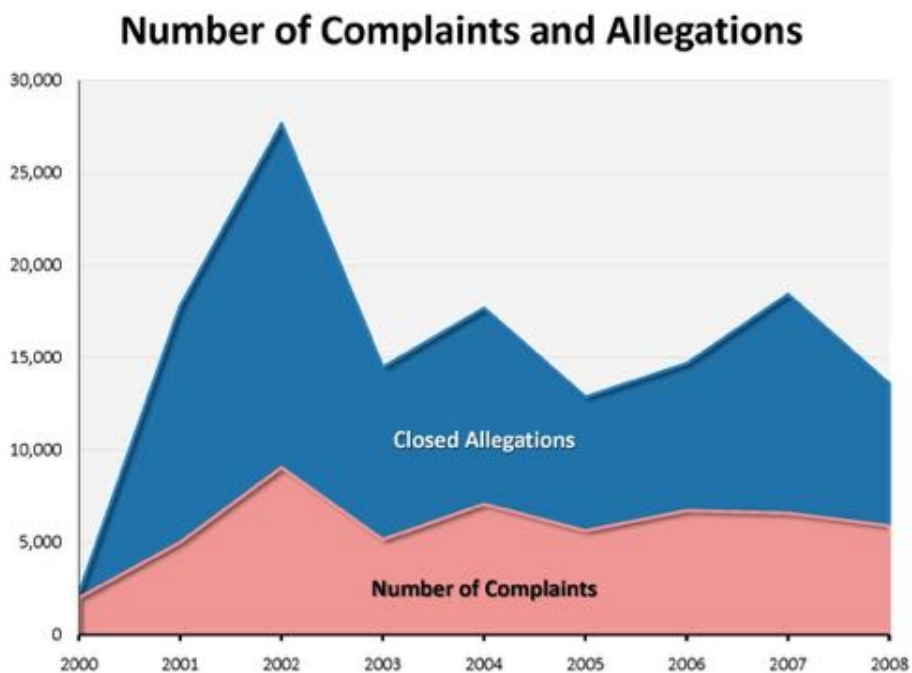 Number of Complaints and Allegations
30,000
25,000
20,000
15,000
10,000
5,000
0
Closed Allegations
Number of Complaints
2000 2001 2002 2003 2004 2005 2006 2007 2008